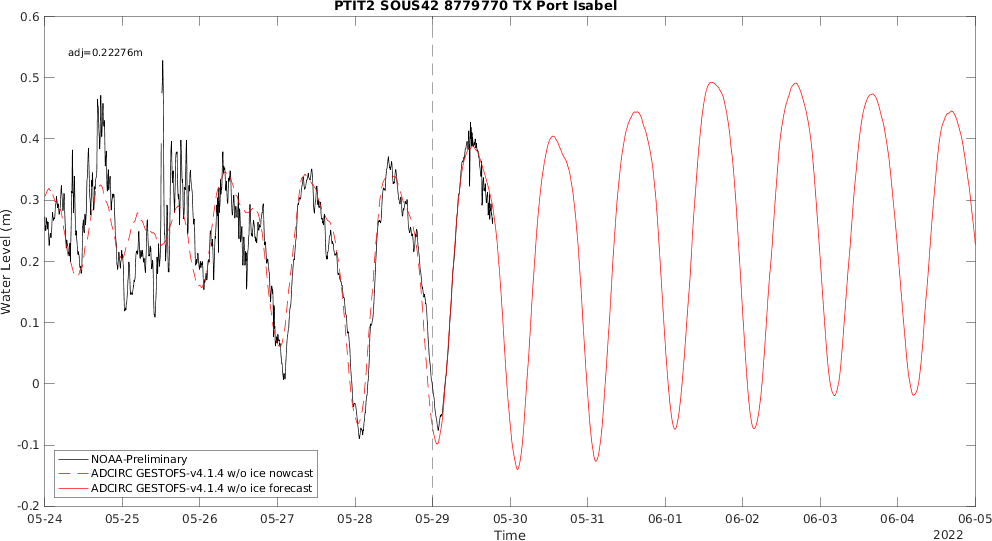 PTIT2 SOUS42 8779770 TX Port Isabel
adj=0.22276m
0.6
0.5
0.4
0.3
0.2
0.1
0
-0.1
-0.2
Water Level (m)
NOAA-Preliminary
ADCIRC GESTOFS-v4.1.4 w/o ice nowcast
ADCIRC GESTOFS-v4.1.4 w/o ice forecast
05-24 05-25 05-26 05-27 05-28 05-29 05-30 05-31 06-01 06-02 06-03 06-04 06-05
Time
2022